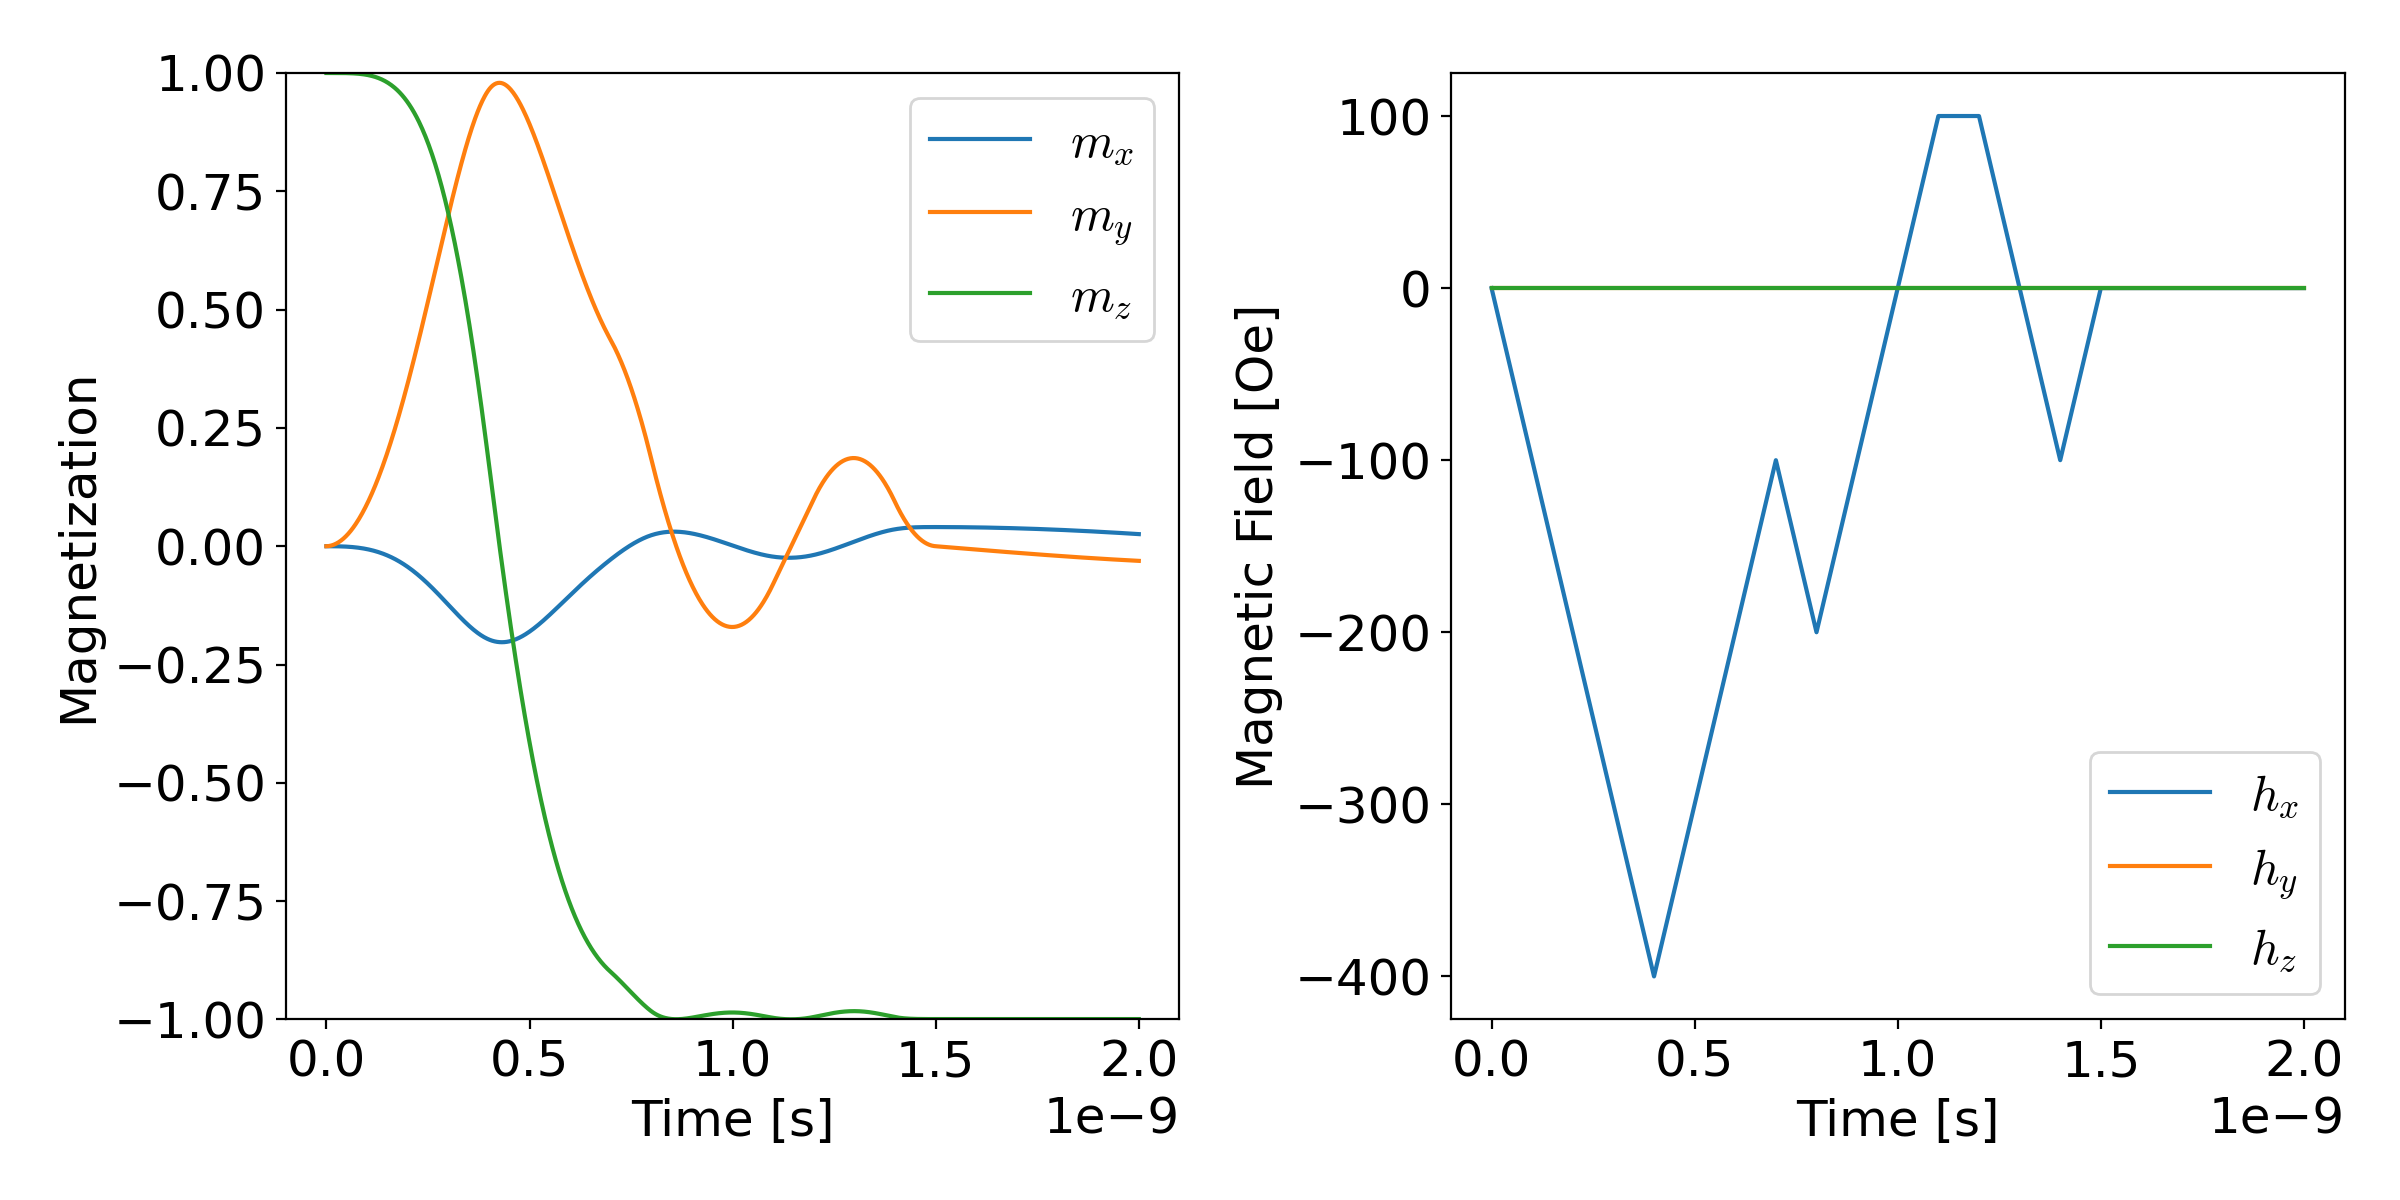 Magnetization
1.00
0.75
0.50
0.25
0.00
−0.25
−0.50
−0.75
−1.00
0.0 0.5 1.0 1.5 2.0
Time [s]
1e−9
m_x
m_y
m_z
Magnetic Field [Oe]
100
0
−100
−200
−300
−400
0.0 0.5 1.0 1.5 2.0
Time [s]
1e−9
h_x
h_y
h_z